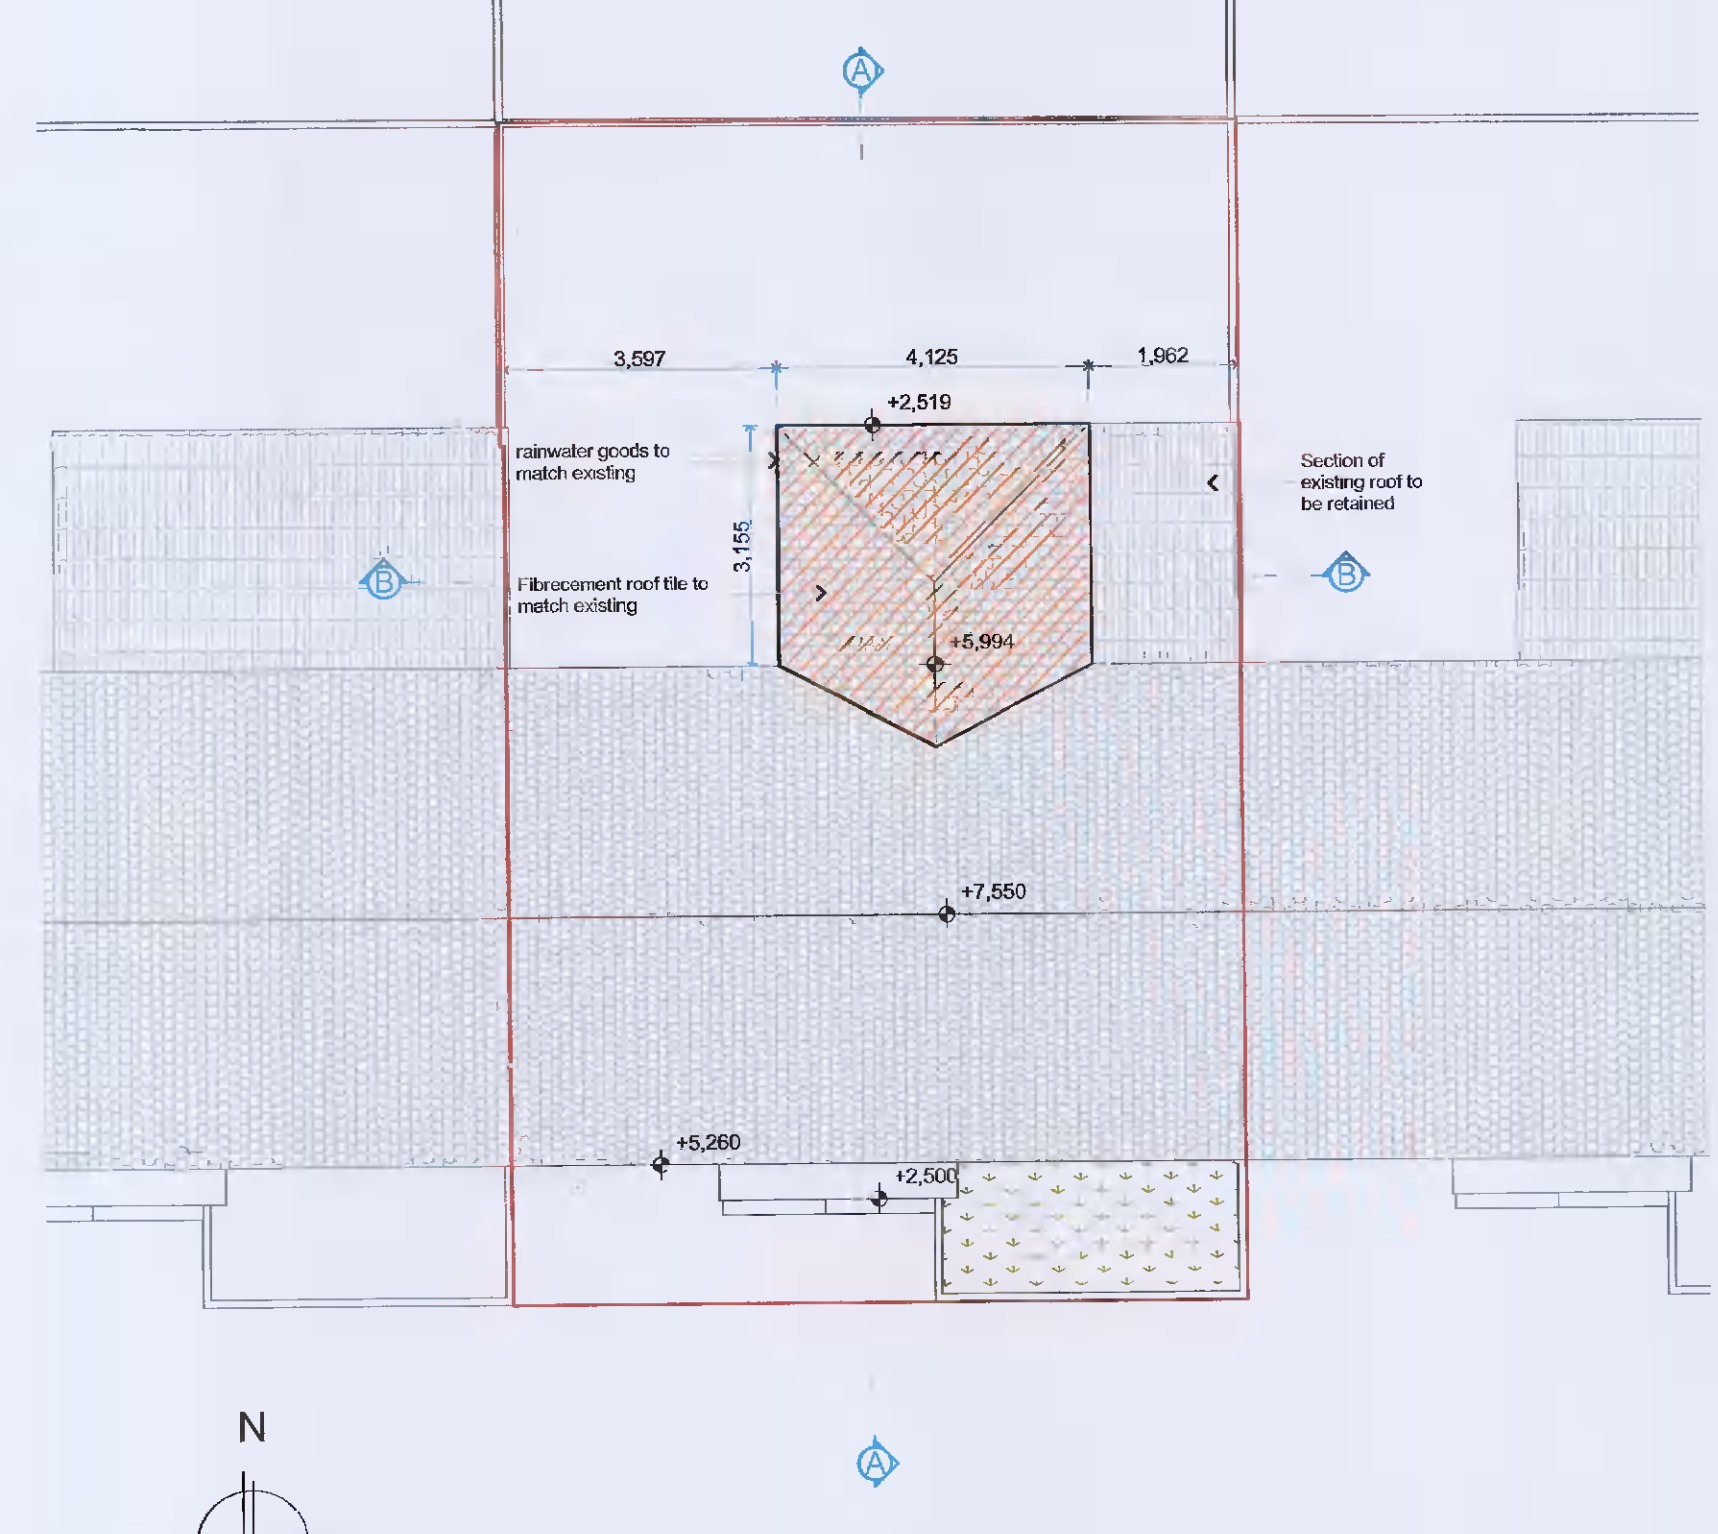 A
3,597
4,125
1,962
+2,519
rainwater goods to
match existing
Section of
existing roof to
be retained
3,155
B
Fibrecement roof tile to
match existing
B
+5,994
+7,550
+5,260
+2,500
N
A